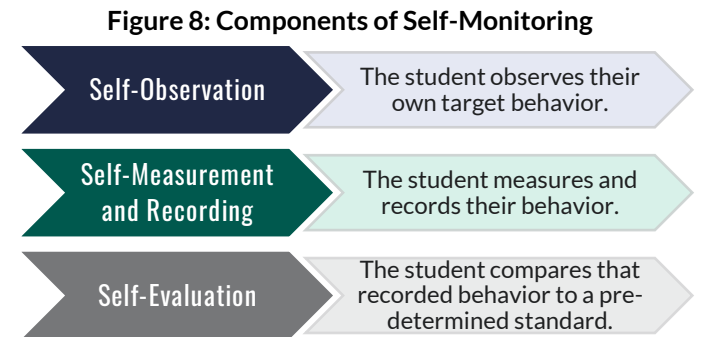 Figure 8: Components of Self-Monitoring
Self-Observation
The student observes their
own target behavior.
Self-Measurement
and Recording
The student measures and
records their behavior.
Self-Evaluation
The student compares that
recorded behavior to a pre-
determined standard.